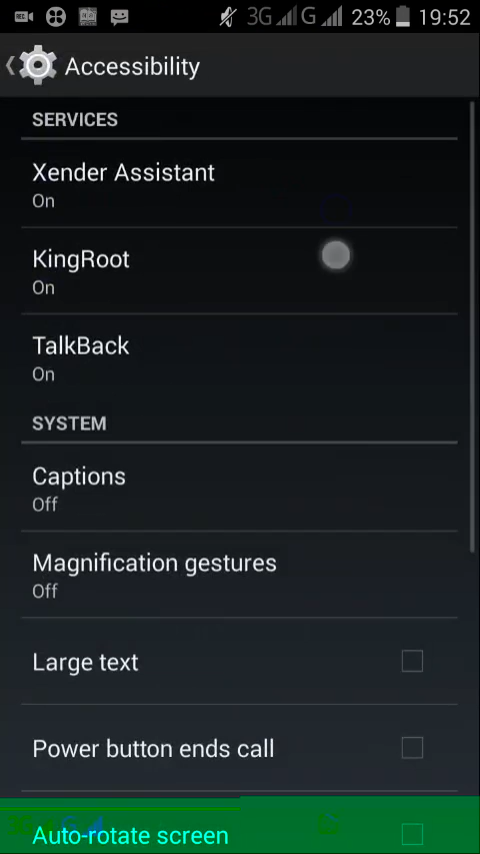 3G G 23% 19:52
Accessibility
SERVICES
Xender Assistant
On
KingRoot
On
TalkBack
On
SYSTEM
Captions
Off
Magnification gestures
Off
Large text
Power button ends call
Auto-rotate screen